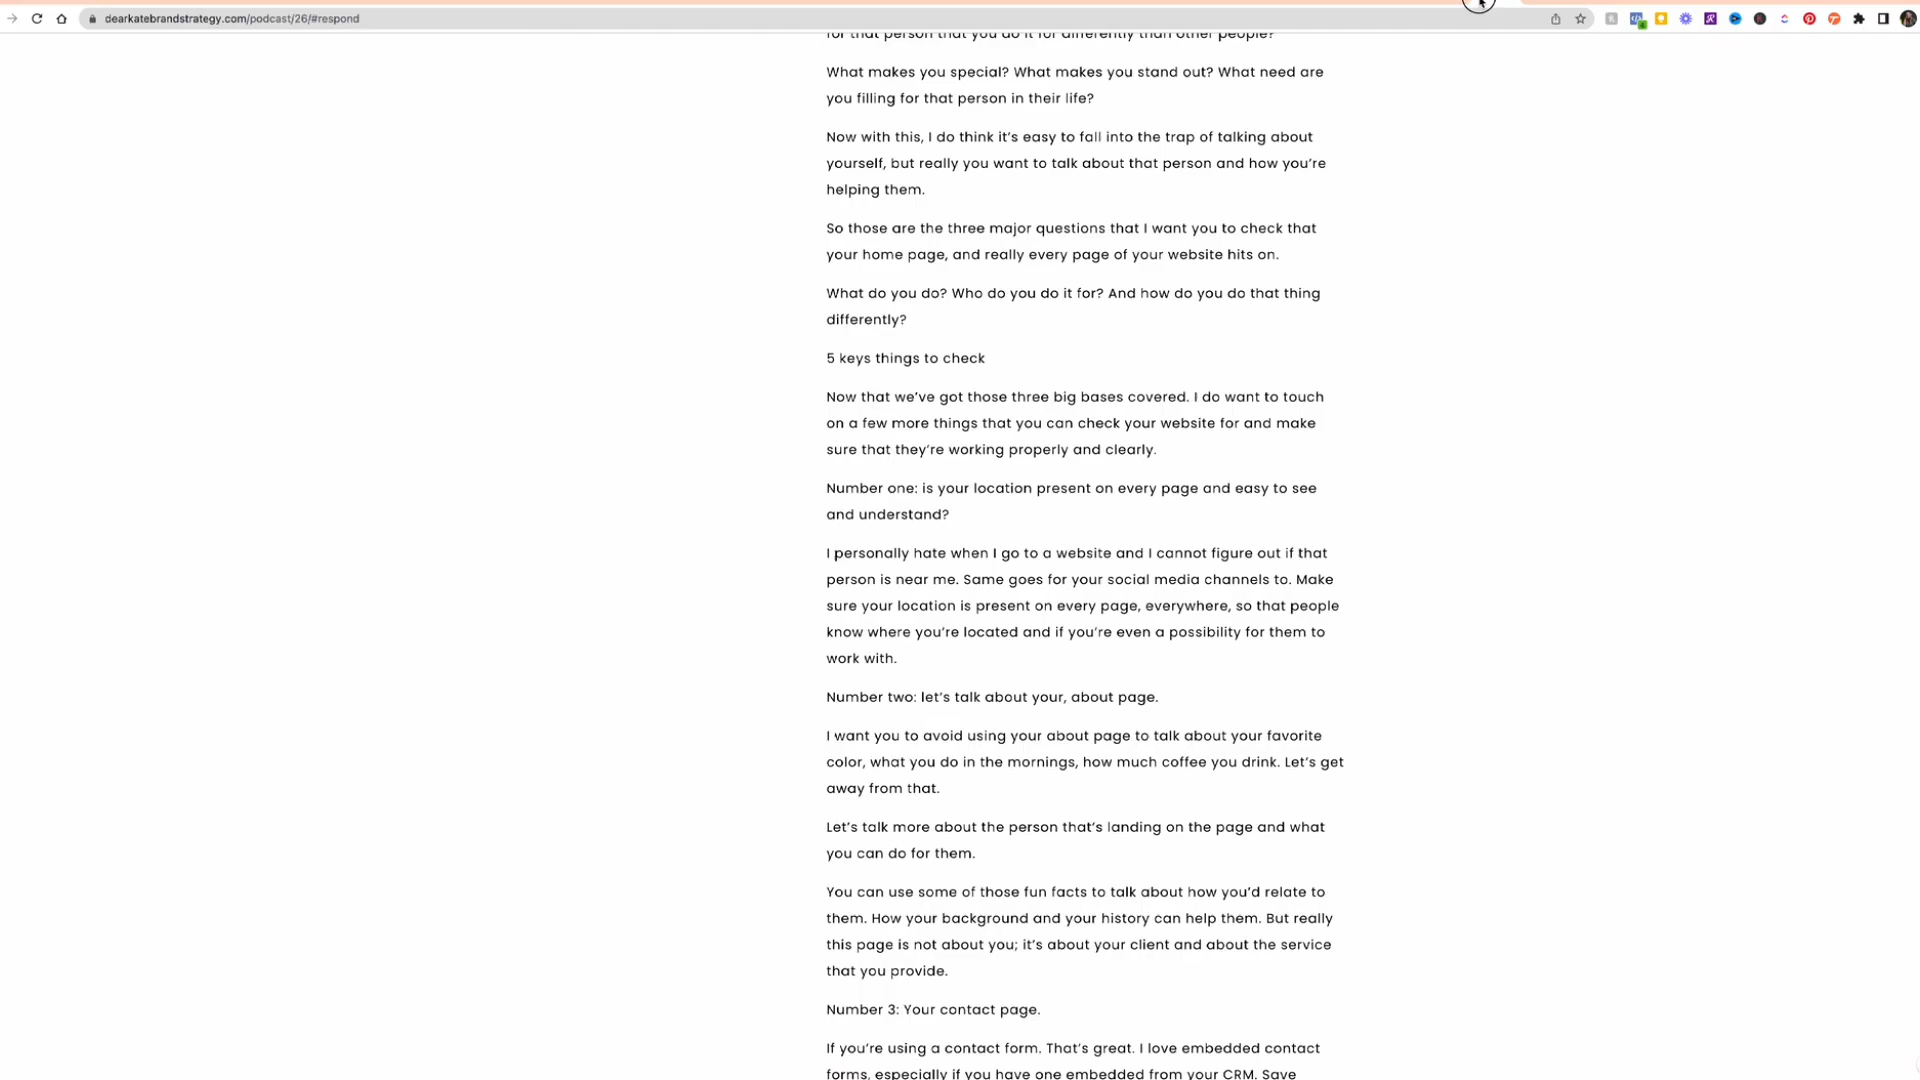 dearkatebrandstrategy.com/podcast/26/#respond
for that person that you do it for differently than other people?
What makes you special? What makes you stand out? What need are
you filling for that person in their life?
Now with this, I do think it's easy to fall into the trap of talking about
yourself, but really you want to talk about that person and how you're
helping them.
So those are the three major questions that I want you to check that
your home page, and really every page of your website hits on.
What do you do? Who do you do it for? And how do you do that thing
differently?
5 keys things to check
Now that we've got those three big bases covered. I do want to touch
on a few more things that you can check your website for and make
sure that they're working properly and clearly.
Number one: is your location present on every page and easy to see
and understand?
I personally hate when I go to a website and I cannot figure out if that
person is near me. Same goes for your social media channels to. Make
sure your location is present on every page, everywhere, so that people
know where you're located and if you're even a possibility for them to
work with.
Number two: let's talk about your, about page.
I want you to avoid using your about page to talk about your favorite
color, what you do in the mornings, how much coffee you drink. Let's get
away from that.
Let's talk more about the person that's landing on the page and what
you can do for them.
You can use some of those fun facts to talk about how you'd relate to
them. How your background and your history can help them. But really
this page is not about you; it's about your client and about the service
that you provide.
Number 3: Your contact page.
If you're using a contact form. That's great. I love embedded contact
forms, especially if you have one embedded from your CRM. Save